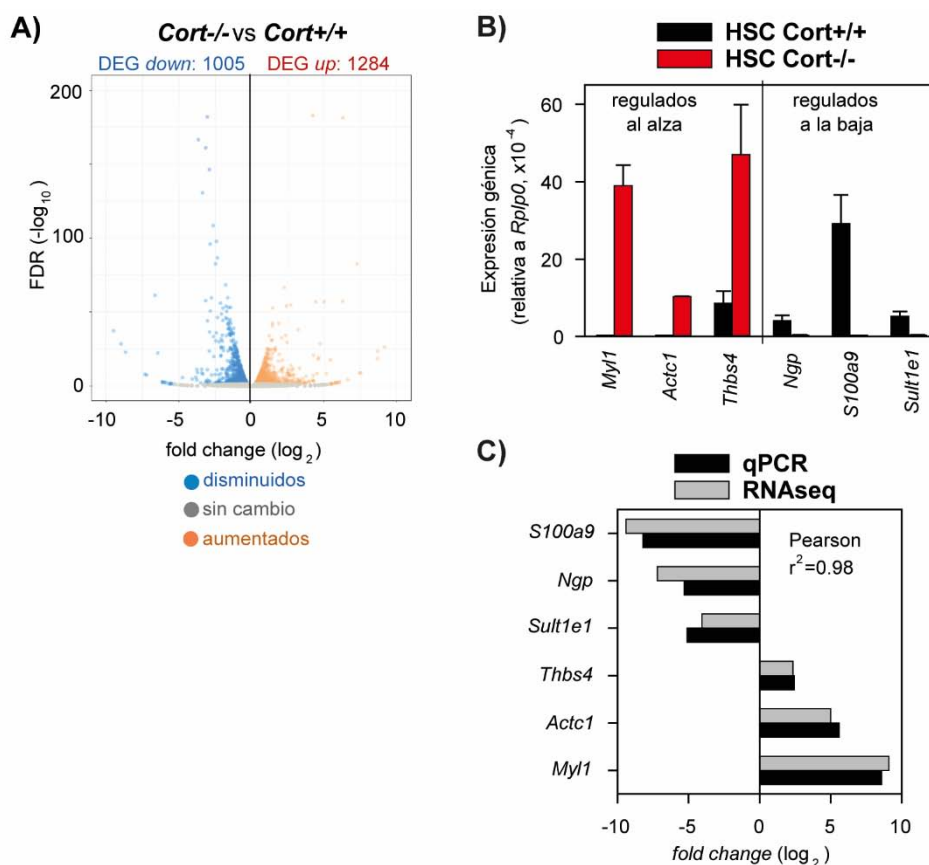 A)
Cort-/- vs Cort+/+
DEG down: 1005 DEG up: 1284
200
100
0
FDR (-log10)
-10 -5 0 5 10
fold change (log2)
disminuidos
sin cambio
aumentados
B)
HSC Cort+/+
HSC Cort-/-
regulados
al alza
regulados
a la baja
60
40
20
0
Expresión génica
(relativa a Rplp0, x10⁻⁴)
Myl1
Actc1
Thbs4
Ngp
S100a9
Sult1e1
C)
qPCR
RNAseq
Pearson
r²=0.98
S100a9
Ngp
Sult1e1
Thbs4
Actc1
Myl1
-10 -5 0 5 10
fold change (log2)